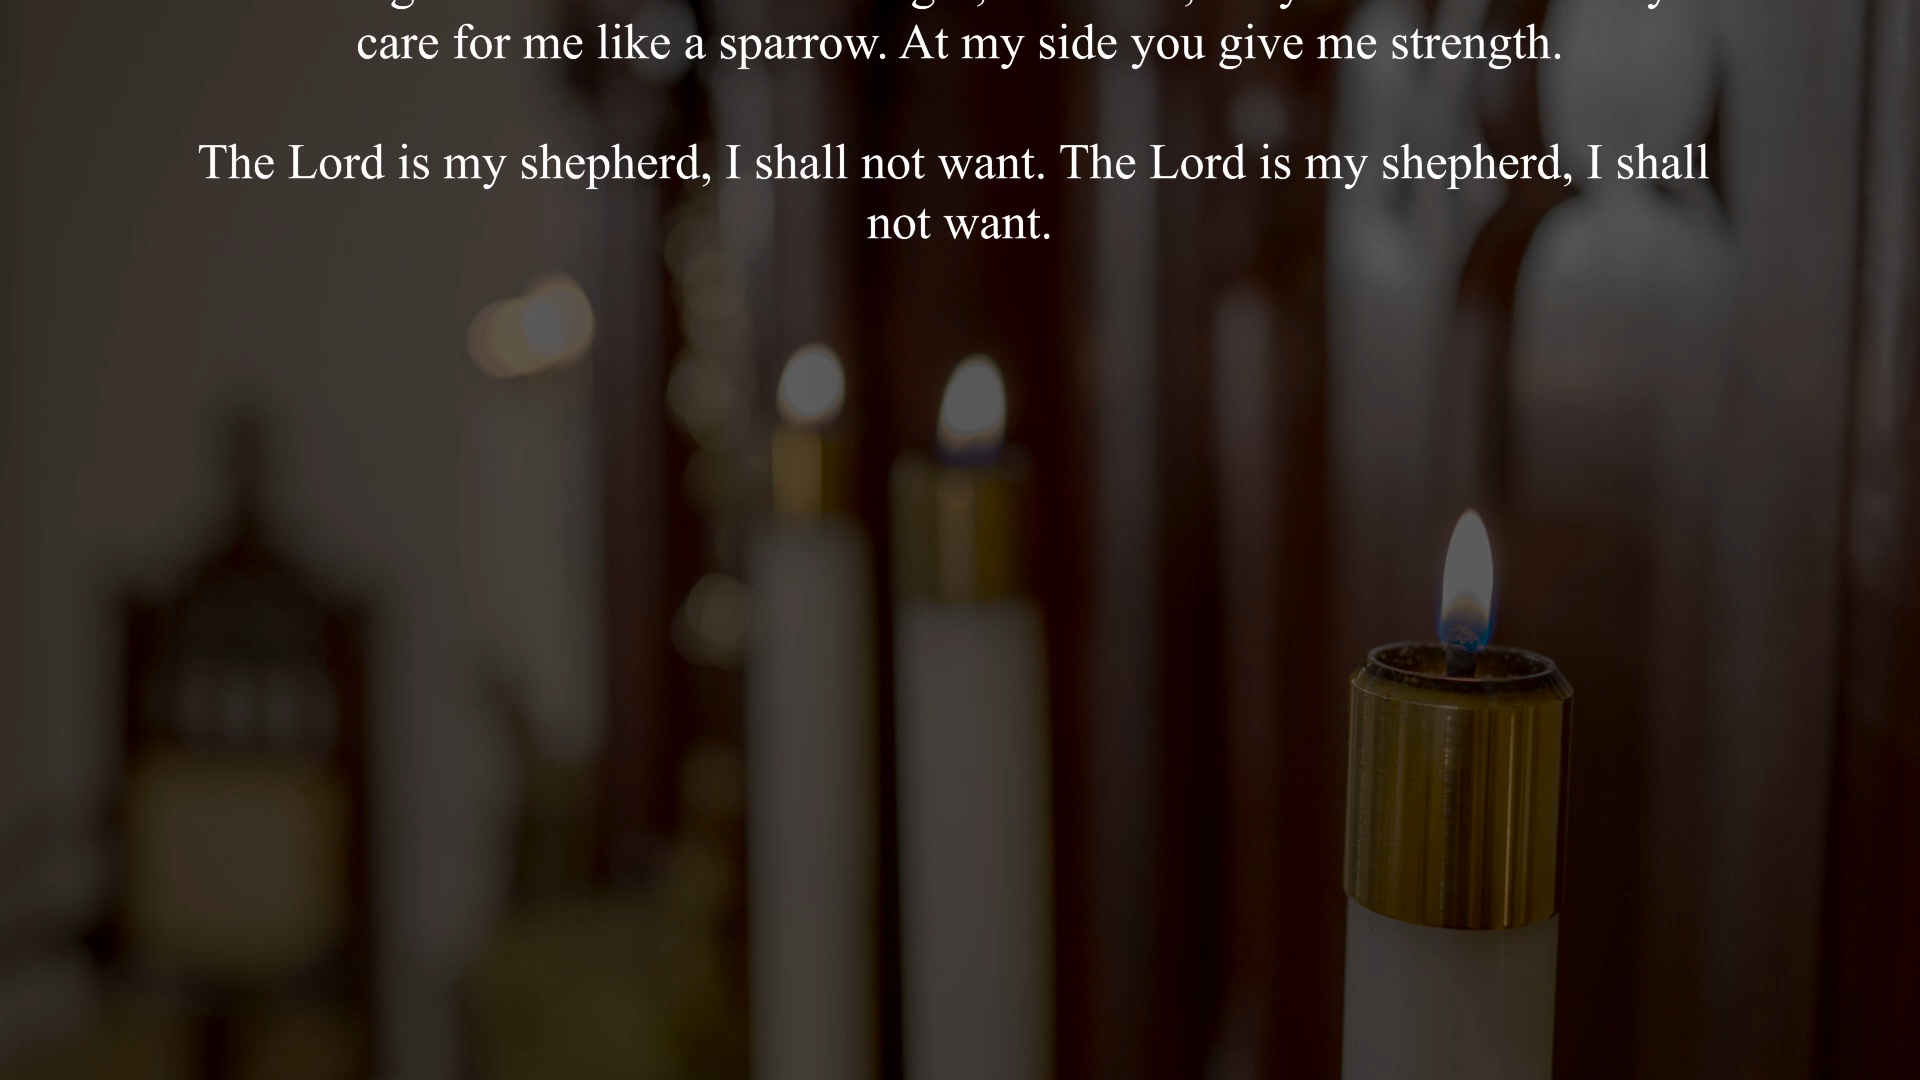 care for me like a sparrow. At my side you give me strength.
The Lord is my shepherd, I shall not want. The Lord is my shepherd, I shall
not want.